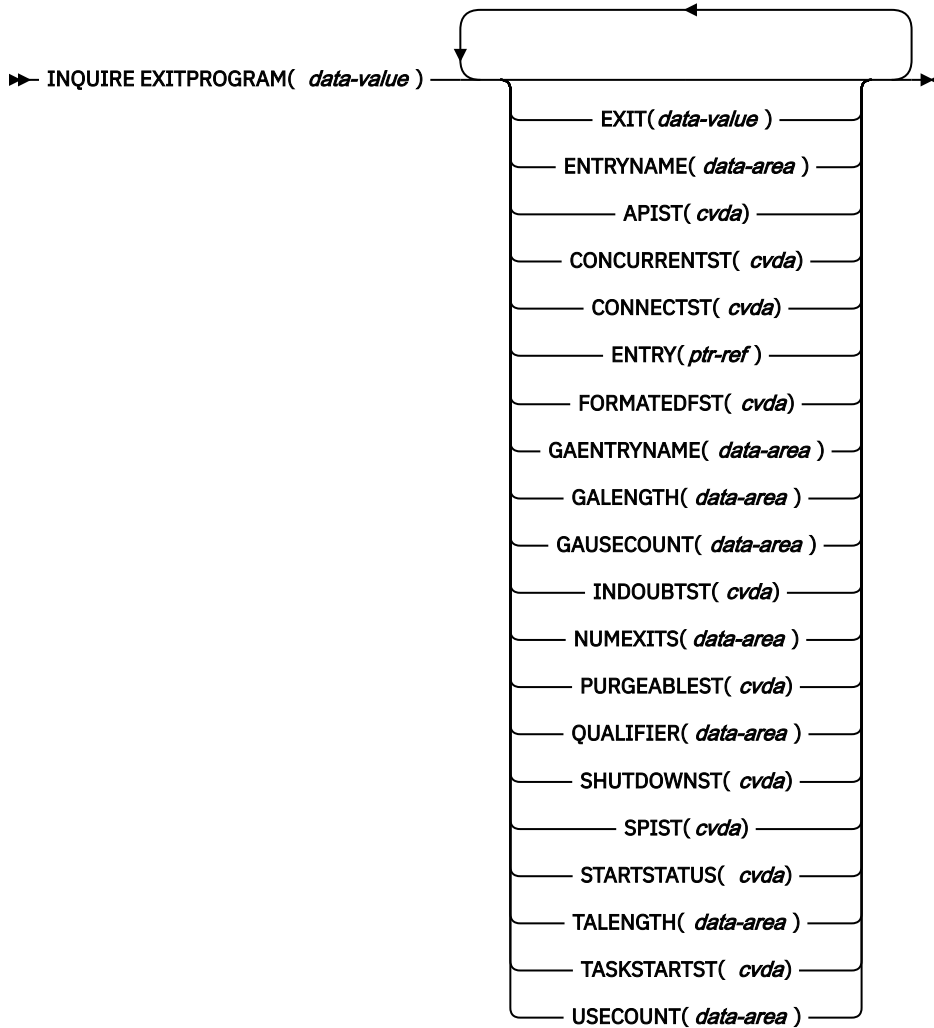 INQUIRE EXITPROGRAM( data-value )
EXIT(data-value )
ENTRYNAME( data-area )
APIST( cvda)
CONCURRENTST( cvda)
CONNECTST( cvda)
ENTRY( ptr-ref )
FORMATEDFST( cvda)
GAENTRYNAME( data-area )
GALENGTH( data-area )
GAUSECOUNT( data-area )
INDOUBTST( cvda)
NUMEXITS( data-area )
PURGEABLEST( cvda)
QUALIFIER( data-area )
SHUTDOWNST( cvda)
SPIST( cvda)
STARTSTATUS( cvda)
TALENGTH( data-area )
TASKSTARTST( cvda)
USECOUNT( data-area )